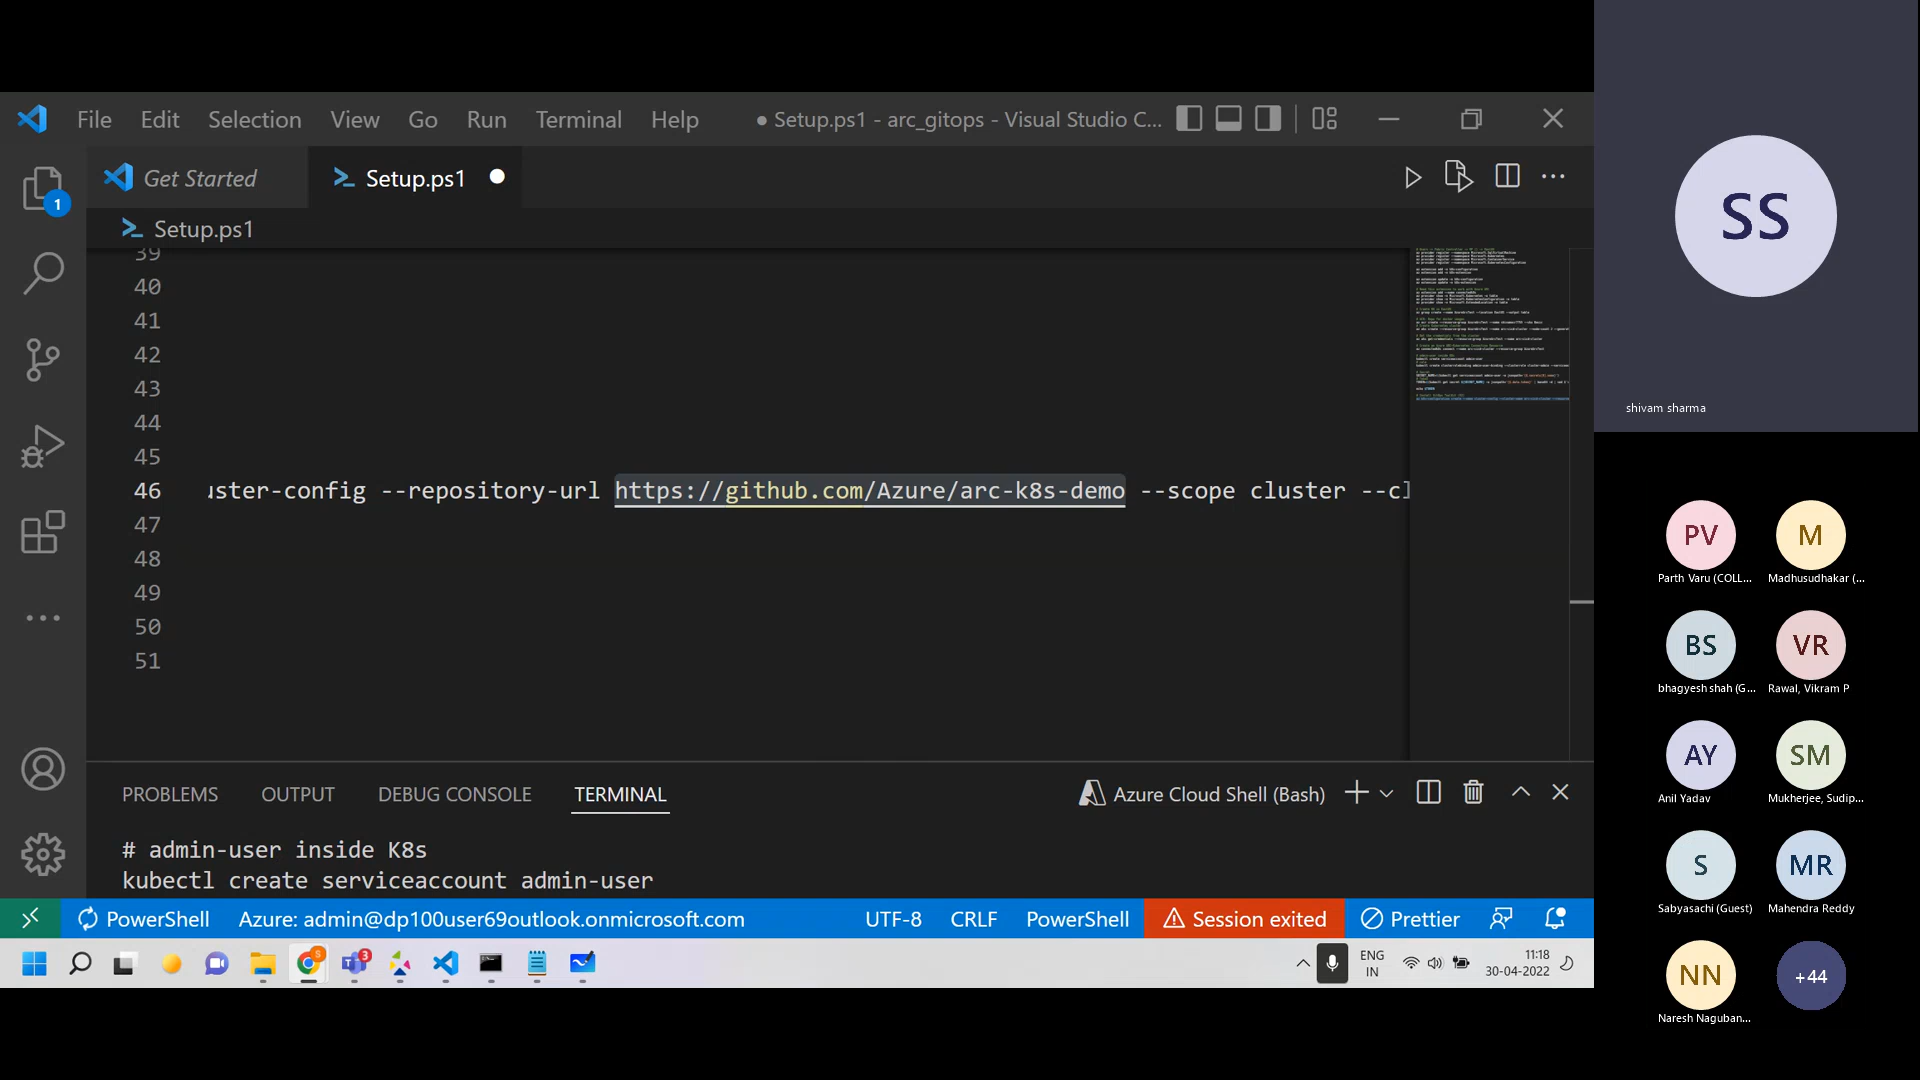 File Edit Selection View Go Run Terminal Help ● Setup.ps1 - arc_gitops - Visual Studio C...
Get Started Setup.ps1
1
Setup.ps1
39
40
41
42
43
44
45
46 ster-config --repository-url https://github.com/Azure/arc-k8s-demo --scope cluster --cl
47
48
49
50
51
PROBLEMS OUTPUT DEBUG CONSOLE TERMINAL Azure Cloud Shell (Bash)
# admin-user inside K8s
kubectl create serviceaccount admin-user
PowerShell Azure: admin@dp100user69outlook.onmicrosoft.com UTF-8 CRLF PowerShell Session exited Prettier
S 3 ENG IN 11:18 30-04-2022
SS
shivam sharma
PV M
Parth Varu (COLL... Madhusudhakar (...
BS VR
bhagyesh shah (G... Rawal, Vikram P
AY SM
Anil Yadav Mukherjee, Sudip...
S MR
Sabyasachi (Guest) Mahendra Reddy
NN +44
Naresh Naguban...